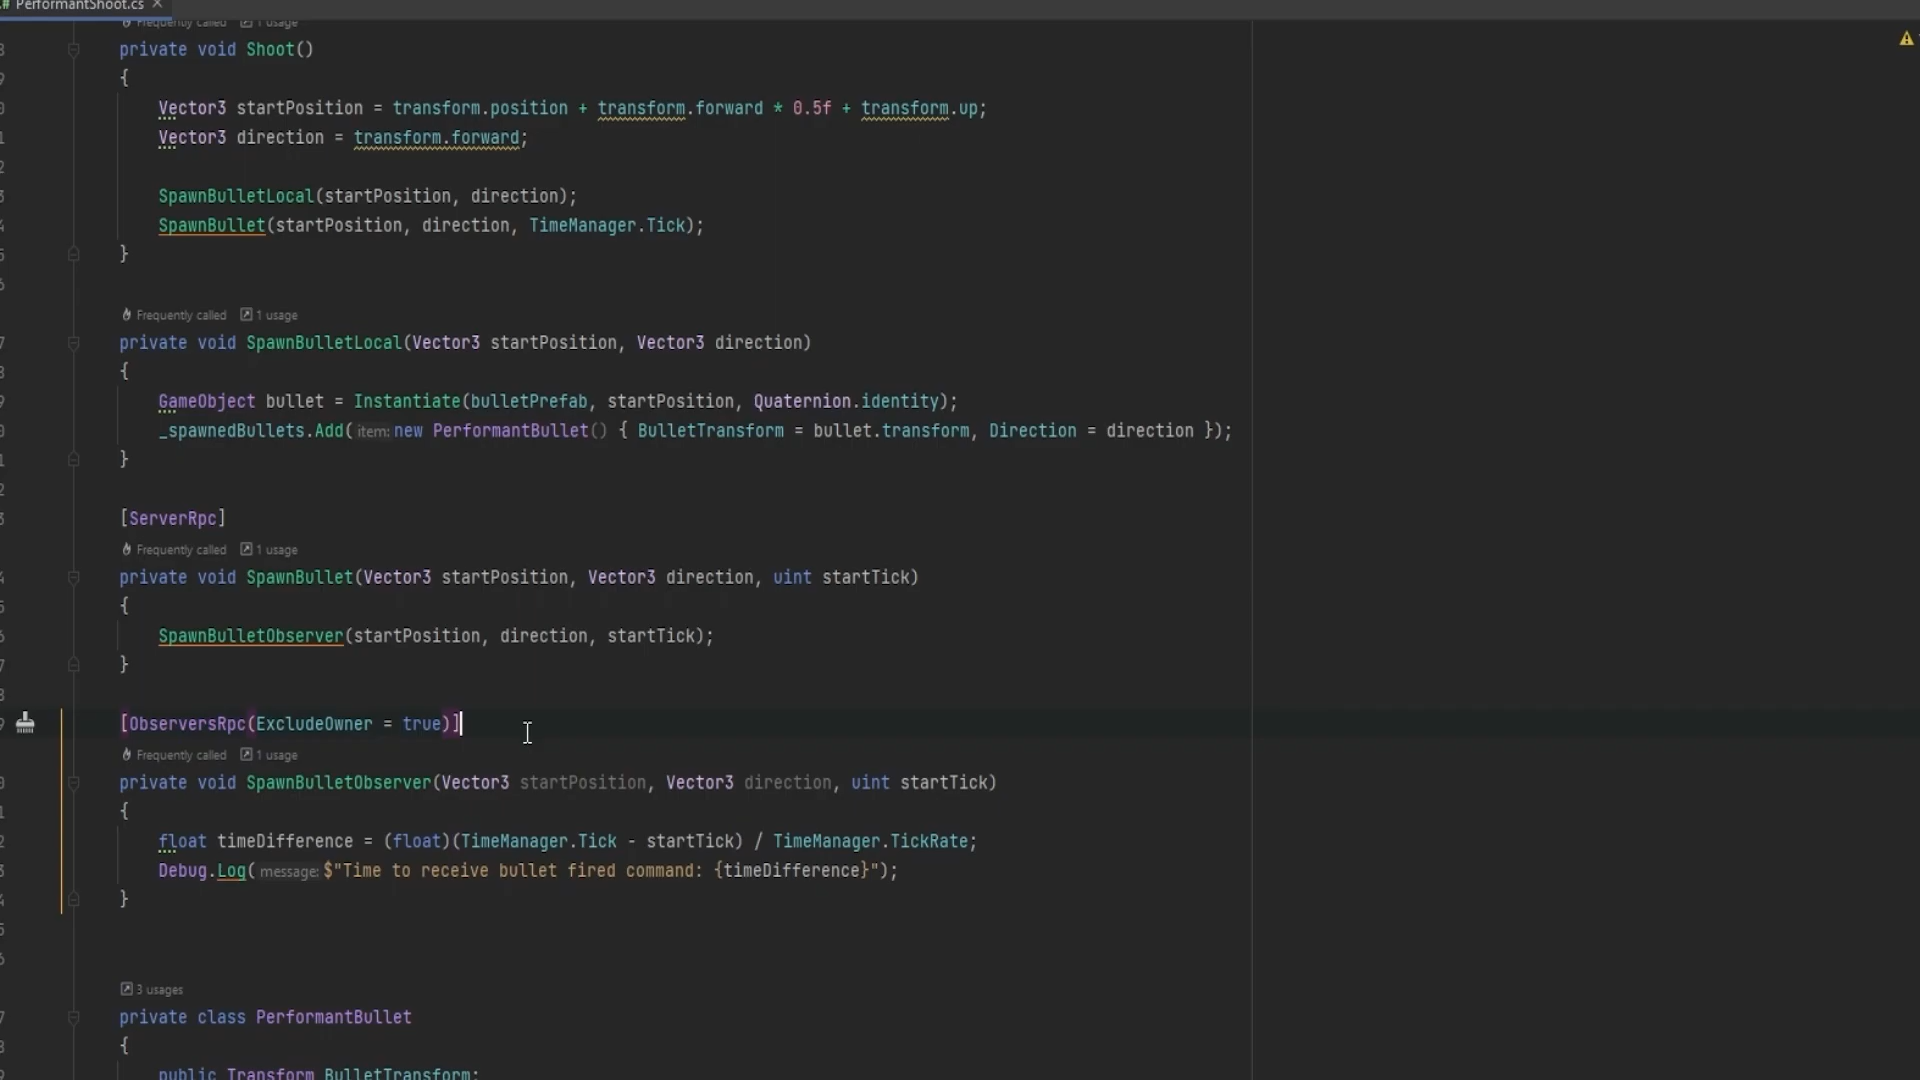 # PerformantShoot.cs ×
Frequently called 1 usage
private void Shoot()
{
Vector3 startPosition = transform.position + transform.forward * 0.5f + transform.up;
Vector3 direction = transform.forward;
SpawnBulletLocal(startPosition, direction);
SpawnBullet(startPosition, direction, TimeManager.Tick);
}
Frequently called 1 usage
private void SpawnBulletLocal(Vector3 startPosition, Vector3 direction)
{
GameObject bullet = Instantiate(bulletPrefab, startPosition, Quaternion.identity);
_spawnedBullets.Add( item: new PerformantBullet() { BulletTransform = bullet.transform, Direction = direction });
}
[ServerRpc]
Frequently called 1 usage
private void SpawnBullet(Vector3 startPosition, Vector3 direction, uint startTick)
{
SpawnBulletObserver(startPosition, direction, startTick);
}
[ObserversRpc(ExcludeOwner = true)]
Frequently called 1 usage
private void SpawnBulletObserver(Vector3 startPosition, Vector3 direction, uint startTick)
{
float timeDifference = (float)(TimeManager.Tick - startTick) / TimeManager.TickRate;
Debug.Log( message: $"Time to receive bullet fired command: {timeDifference}");
}
3 usages
private class PerformantBullet
{
public Transform BulletTransform;